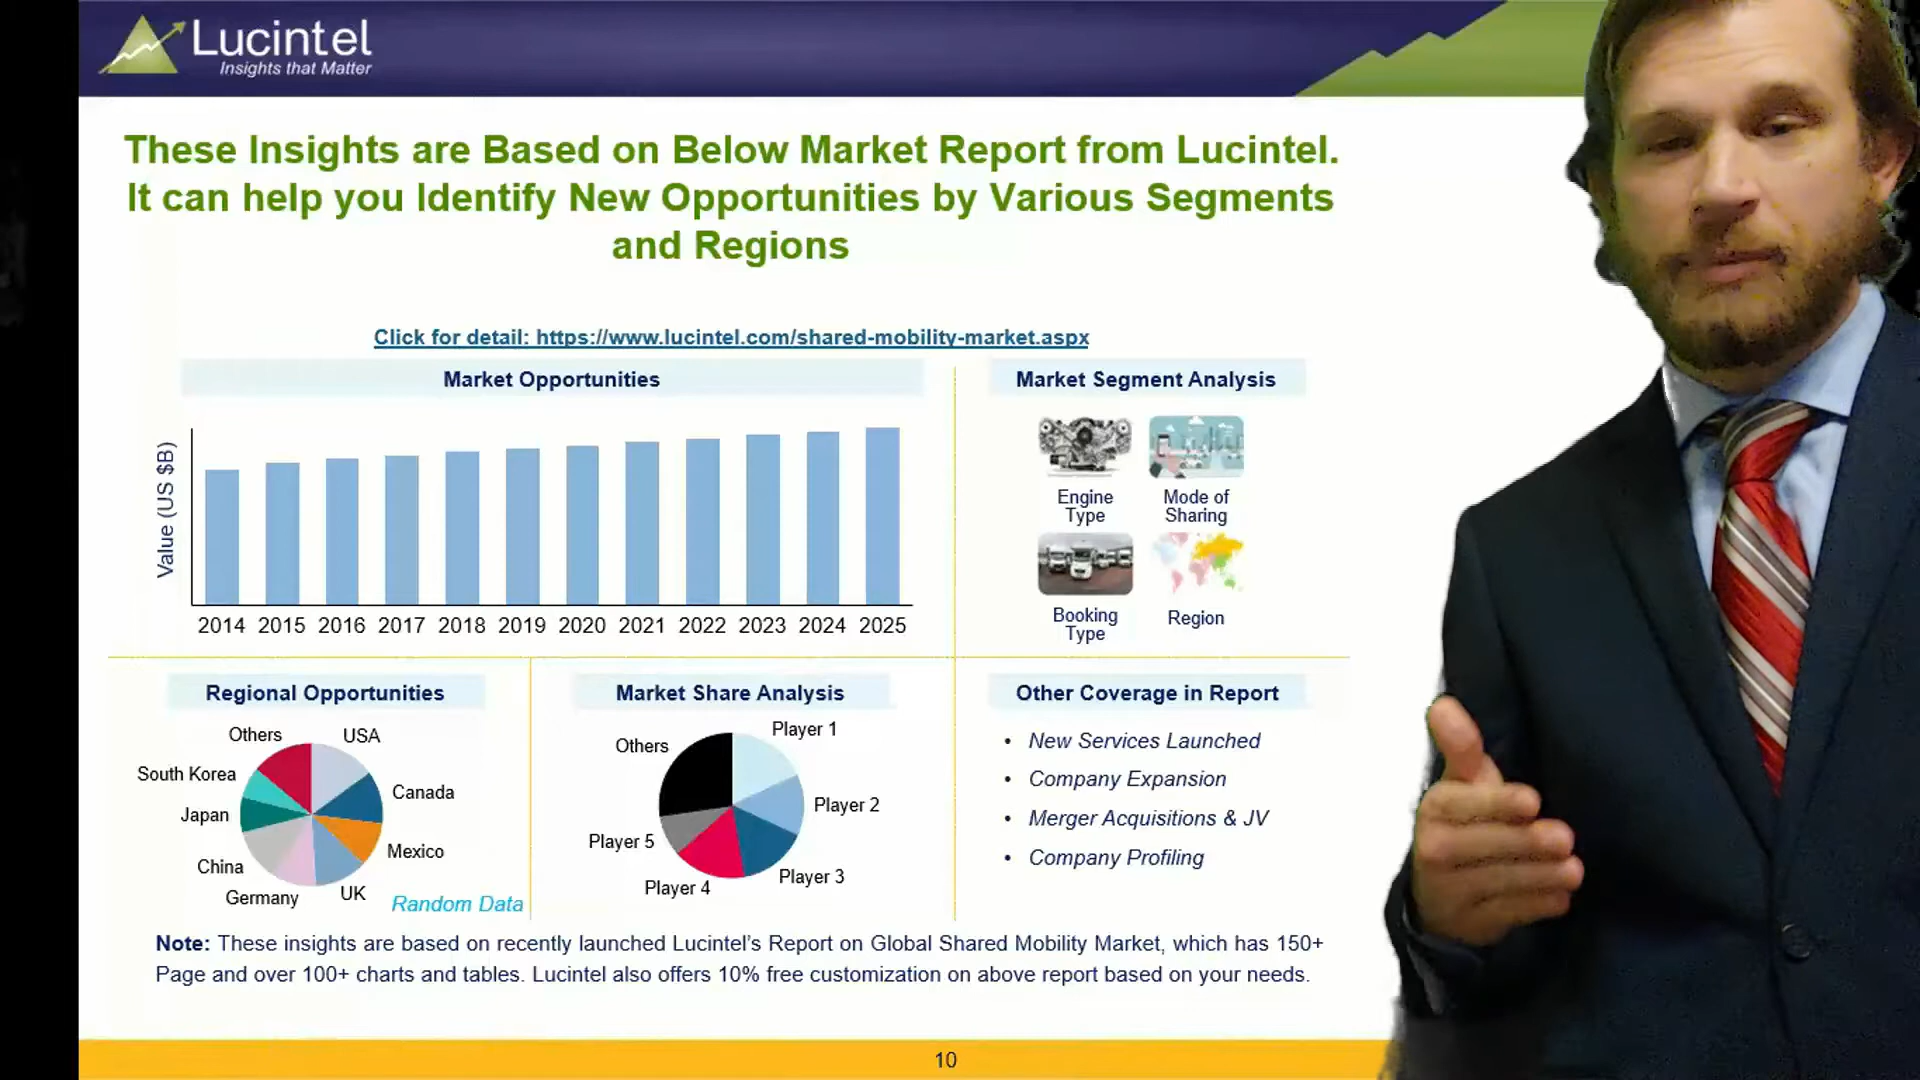 Lucintel
Insights that Matter
These Insights are Based on Below Market Report from Lucintel.
It can help you Identify New Opportunities by Various Segments
and Regions
Click for detail: https://www.lucintel.com/shared-mobility-market.aspx
Market Opportunities
Value (US $B)
2014 2015 2016 2017 2018 2019 2020 2021 2022 2023 2024 2025
Market Segment Analysis
Engine
Type
Mode of
Sharing
Booking
Type
Region
Regional Opportunities
Others
USA
South Korea
Canada
Japan
Mexico
China
Germany
UK
Random Data
Market Share Analysis
Player 1
Others
Player 2
Player 5
Player 3
Player 4
Other Coverage in Report
• New Services Launched
• Company Expansion
• Merger Acquisitions & JV
• Company Profiling
Note: These insights are based on recently launched Lucintel’s Report on Global Shared Mobility Market, which has 150+
Page and over 100+ charts and tables. Lucintel also offers 10% free customization on above report based on your needs.
10